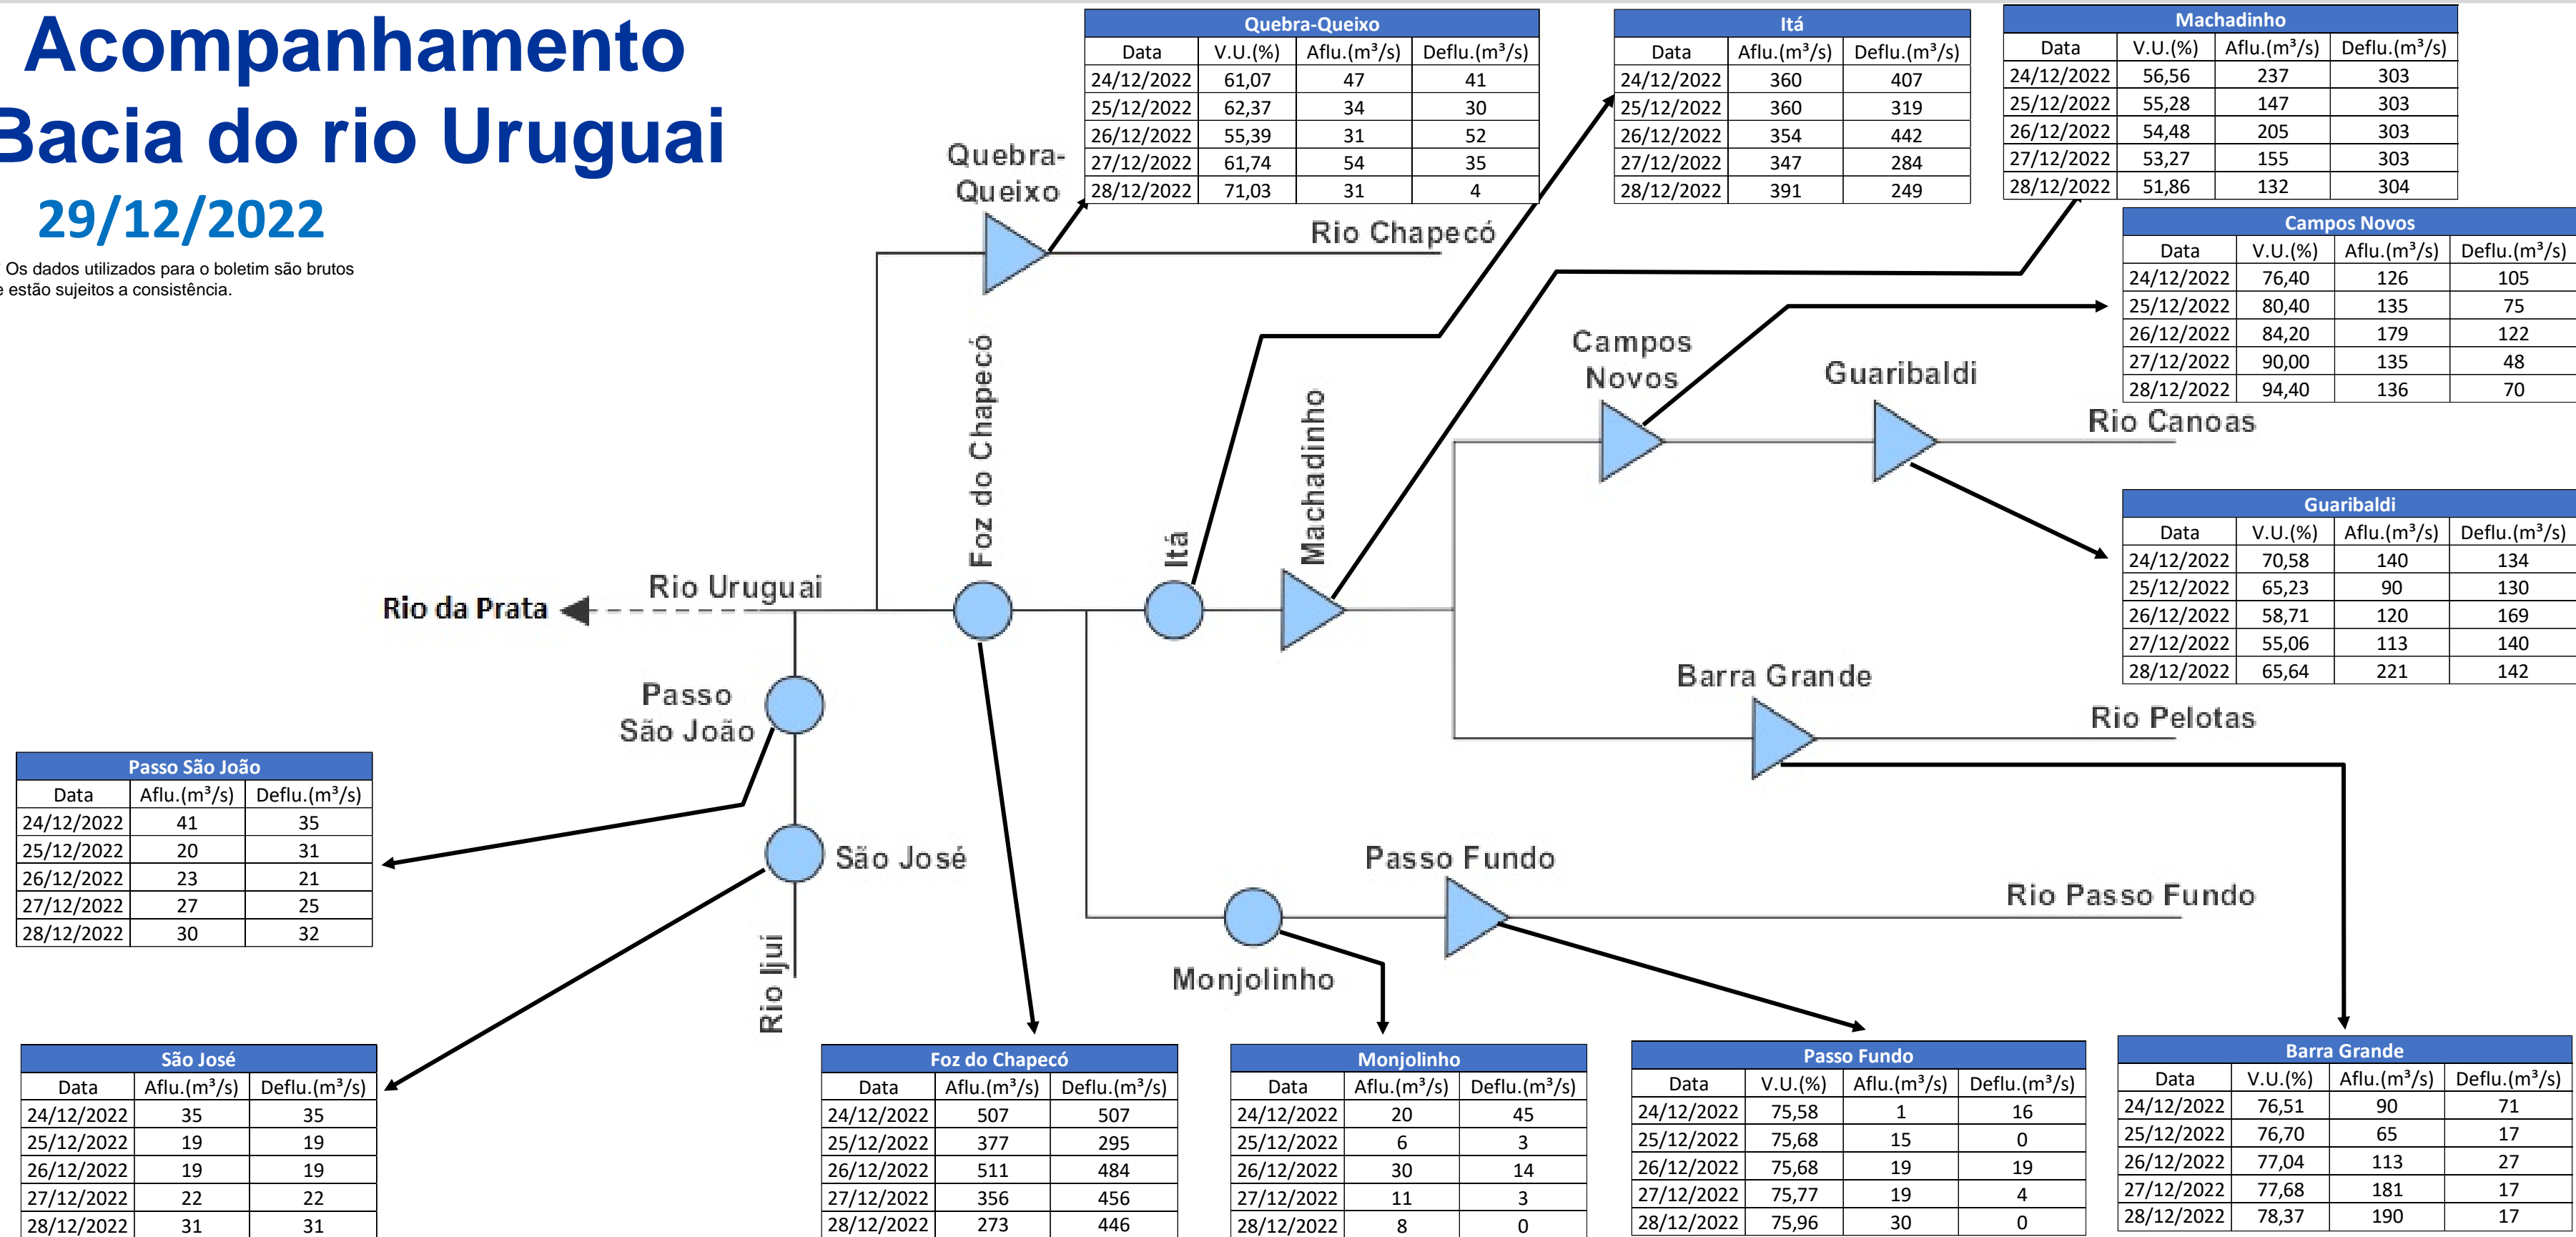 Acompanhamento
Bacia do rio Uruguai
29/12/2022
Os dados utilizados para o boletim são brutos
e estão sujeitos a consistência.
Quebra-Queixo
Data V.U.(%) Aflu.(m³/s) Deflu.(m³/s)
24/12/2022 61,07 47 41
25/12/2022 62,37 34 30
26/12/2022 55,39 31 52
27/12/2022 61,74 54 35
28/12/2022 71,03 31 4
Itá
Data Aflu.(m³/s) Deflu.(m³/s)
24/12/2022 360 407
25/12/2022 360 319
26/12/2022 354 442
27/12/2022 347 284
28/12/2022 391 249
Machadinho
Data V.U.(%) Aflu.(m³/s) Deflu.(m³/s)
24/12/2022 56,56 237 303
25/12/2022 55,28 147 303
26/12/2022 54,48 205 303
27/12/2022 53,27 155 303
28/12/2022 51,86 132 304
Campos Novos
Data V.U.(%) Aflu.(m³/s) Deflu.(m³/s)
24/12/2022 76,40 126 105
25/12/2022 80,40 135 75
26/12/2022 84,20 179 122
27/12/2022 90,00 135 48
28/12/2022 94,40 136 70
Guaribaldi
Data V.U.(%) Aflu.(m³/s) Deflu.(m³/s)
24/12/2022 70,58 140 134
25/12/2022 65,23 90 130
26/12/2022 58,71 120 169
27/12/2022 55,06 113 140
28/12/2022 65,64 221 142
Quebra-
Queixo
Rio Chapecó
Foz do Chapecó
Itá
Machadinho
Campos
Novos
Guaribaldi
Rio Canoas
Rio da Prata
Rio Uruguai
Barra Grande
Rio Pelotas
Passo
São João
São José
Rio Ijuí
Passo Fundo
Rio Passo Fundo
Monjolinho
Passo São João
Data Aflu.(m³/s) Deflu.(m³/s)
24/12/2022 41 35
25/12/2022 20 31
26/12/2022 23 21
27/12/2022 27 25
28/12/2022 30 32
São José
Data Aflu.(m³/s) Deflu.(m³/s)
24/12/2022 35 35
25/12/2022 19 19
26/12/2022 19 19
27/12/2022 22 22
28/12/2022 31 31
Foz do Chapecó
Data Aflu.(m³/s) Deflu.(m³/s)
24/12/2022 507 507
25/12/2022 377 295
26/12/2022 511 484
27/12/2022 356 456
28/12/2022 273 446
Monjolinho
Data Aflu.(m³/s) Deflu.(m³/s)
24/12/2022 20 45
25/12/2022 6 3
26/12/2022 30 14
27/12/2022 11 3
28/12/2022 8 0
Passo Fundo
Data V.U.(%) Aflu.(m³/s) Deflu.(m³/s)
24/12/2022 75,58 1 16
25/12/2022 75,68 15 0
26/12/2022 75,68 19 19
27/12/2022 75,77 19 4
28/12/2022 75,96 30 0
Barra Grande
Data V.U.(%) Aflu.(m³/s) Deflu.(m³/s)
24/12/2022 76,51 90 71
25/12/2022 76,70 65 17
26/12/2022 77,04 113 27
27/12/2022 77,68 181 17
28/12/2022 78,37 190 17